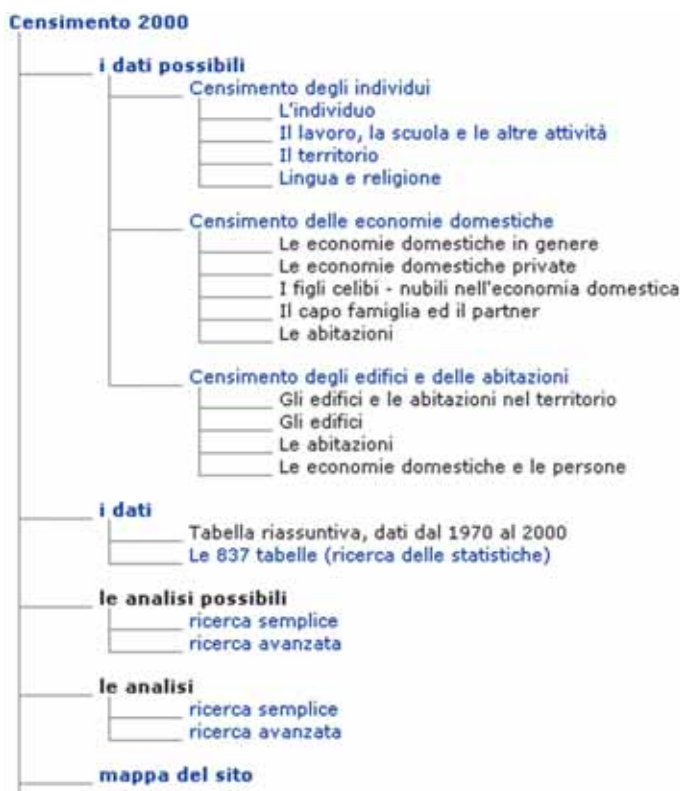 Censimento 2000
i dati possibili
Censimento degli individui
L'individuo
Il lavoro, la scuola e le altre attività
Il territorio
Lingua e religione
Censimento delle economie domestiche
Le economie domestiche in genere
Le economie domestiche private
I figli celibi - nubili nell'economia domestica
Il capo famiglia ed il partner
Le abitazioni
Censimento degli edifici e delle abitazioni
Gli edifici e le abitazioni nel territorio
Gli edifici
Le abitazioni
Le economie domestiche e le persone
i dati
Tabella riassuntiva, dati dal 1970 al 2000
Le 837 tabelle (ricerca delle statistiche)
le analisi possibili
ricerca semplice
ricerca avanzata
le analisi
ricerca semplice
ricerca avanzata
mappa del sito